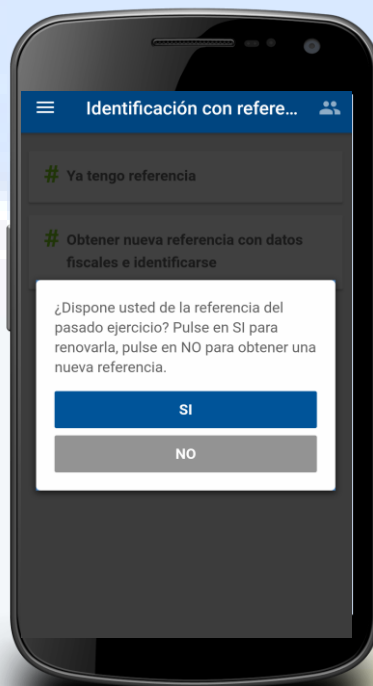 Identificación con refere...
# Ya tengo referencia
# Obtener nueva referencia con datos
fiscales e identificarse
¿Dispone usted de la referencia del
pasado ejercicio? Pulse en SI para
renovarla, pulse en NO para obtener una
nueva referencia.
SI
NO